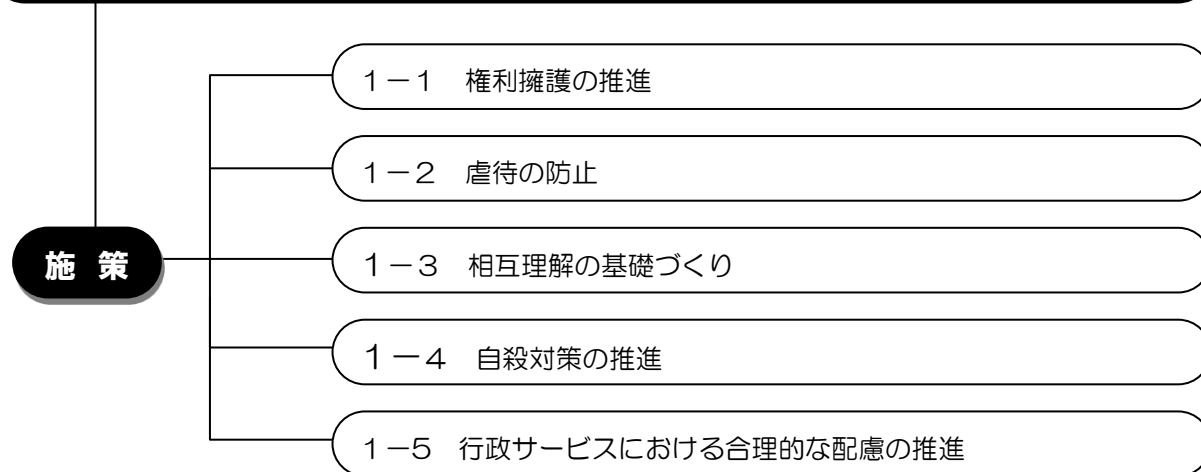 1－1　権利擁護の推進
1－2　虐待の防止
施　策
1－3　相互理解の基礎づくり
1－4　自殺対策の推進
1－5　行政サービスにおける合理的な配慮の推進